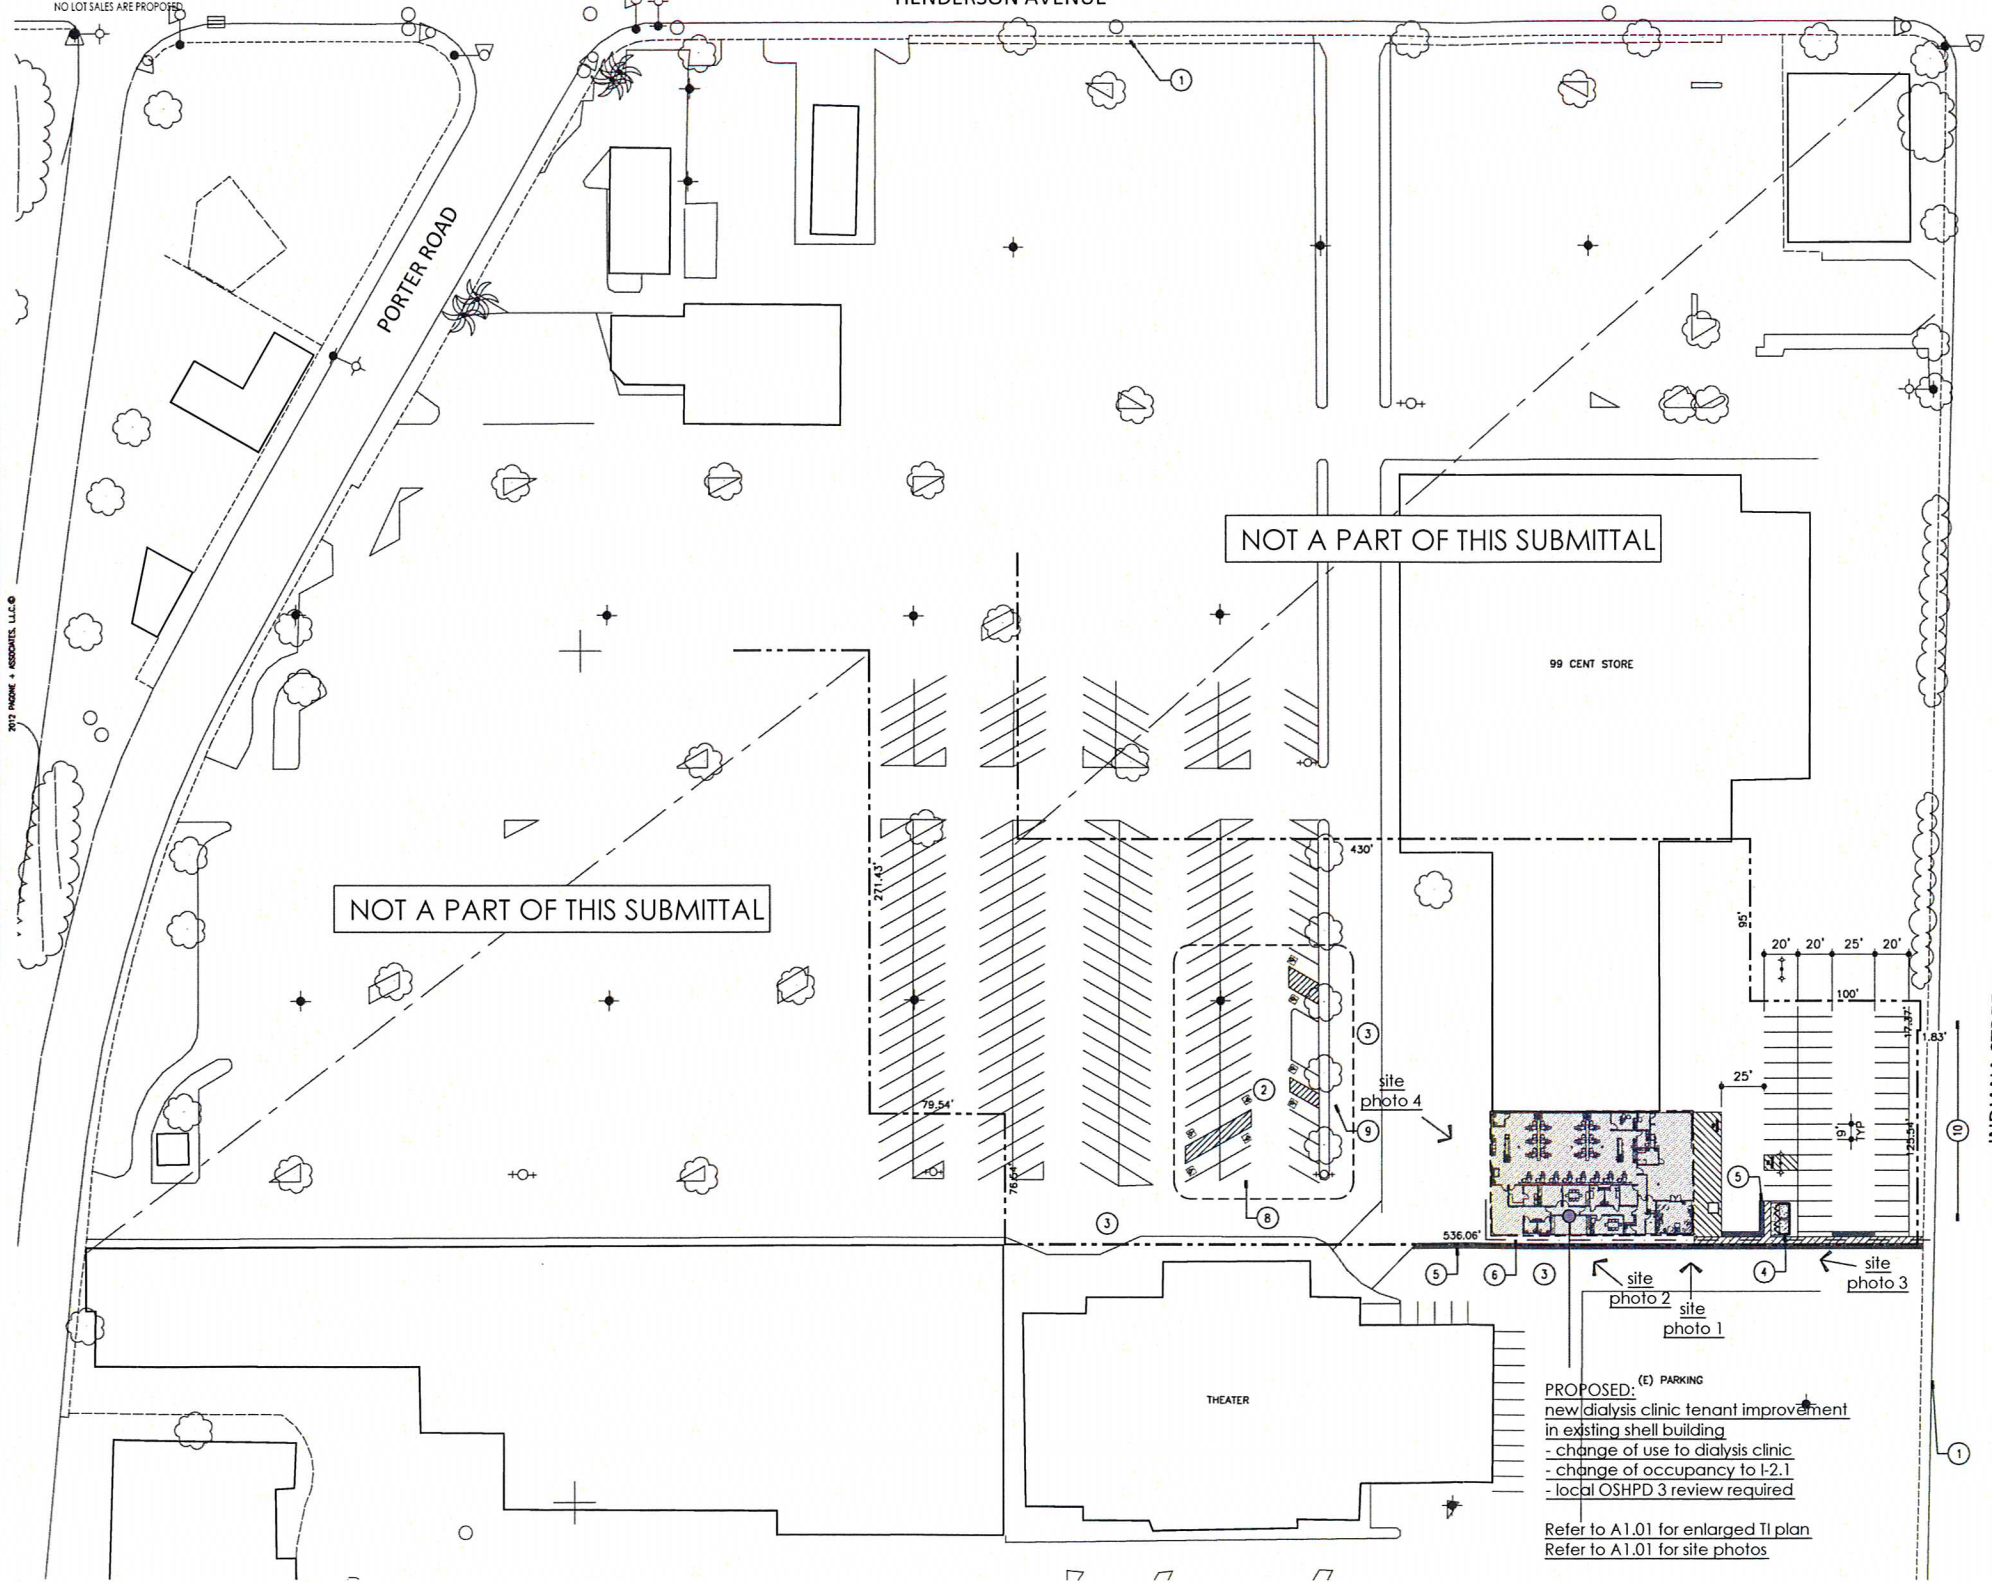 NO LOT SALES ARE PROPOSED
HENDERSON AVENUE
1
PORTER ROAD
NOT A PART OF THIS SUBMITTAL
2012 PAGONE + ASSOCIATES, L.L.C.©
99 CENT STORE
430'
271.43'
NOT A PART OF THIS SUBMITTAL
95'
20' 20' 25' 20'
100'
17.37'
1.83'
3
site
photo 4
2
25'
79.54'
9
9'
TYP
125.54'
10
76.54'
5
8
3
536.06'
5
6
3
4
site
photo 2
site
photo 1
site
photo 3
THEATER
(E) PARKING
PROPOSED:
new dialysis clinic tenant improvement
in existing shell building
- change of use to dialysis clinic
- change of occupancy to I-2.1
- local OSHPD 3 review required
1
Refer to A1.01 for enlarged TI plan
Refer to A1.01 for site photos